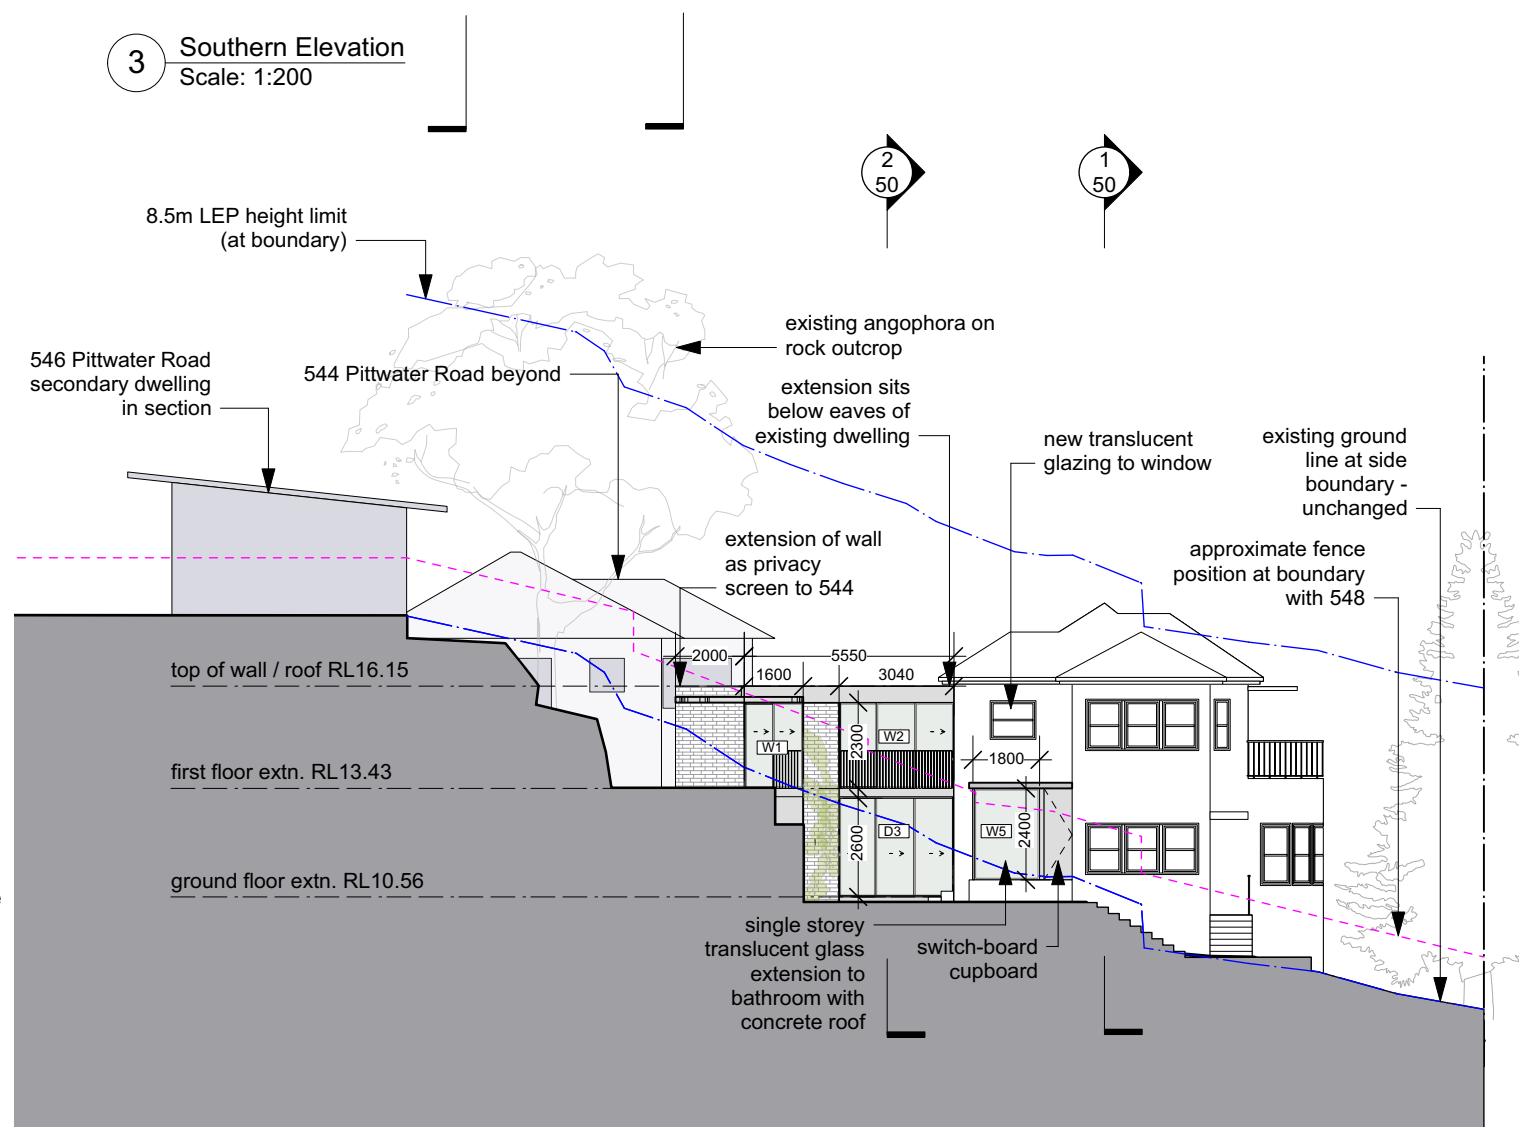 3
Southern Elevation
Scale: 1:200
2
50
1
50
8.5m LEP height limit
(at boundary)
existing angophora on
rock outcrop
546 Pittwater Road
secondary dwelling
in section
544 Pittwater Road beyond
extension sits
below eaves of
existing dwelling
new translucent
glazing to window
existing ground
line at side
boundary -
unchanged
extension of wall
as privacy
screen to 544
approximate fence
position at boundary
with 548
top of wall / roof RL16.15
2000
5550
1600
3040
W1
2300
W2
1800
first floor extn. RL13.43
2600
D3
W5
2400
ground floor extn. RL10.56
single storey
translucent glass
extension to
bathroom with
concrete roof
switch-board
cupboard